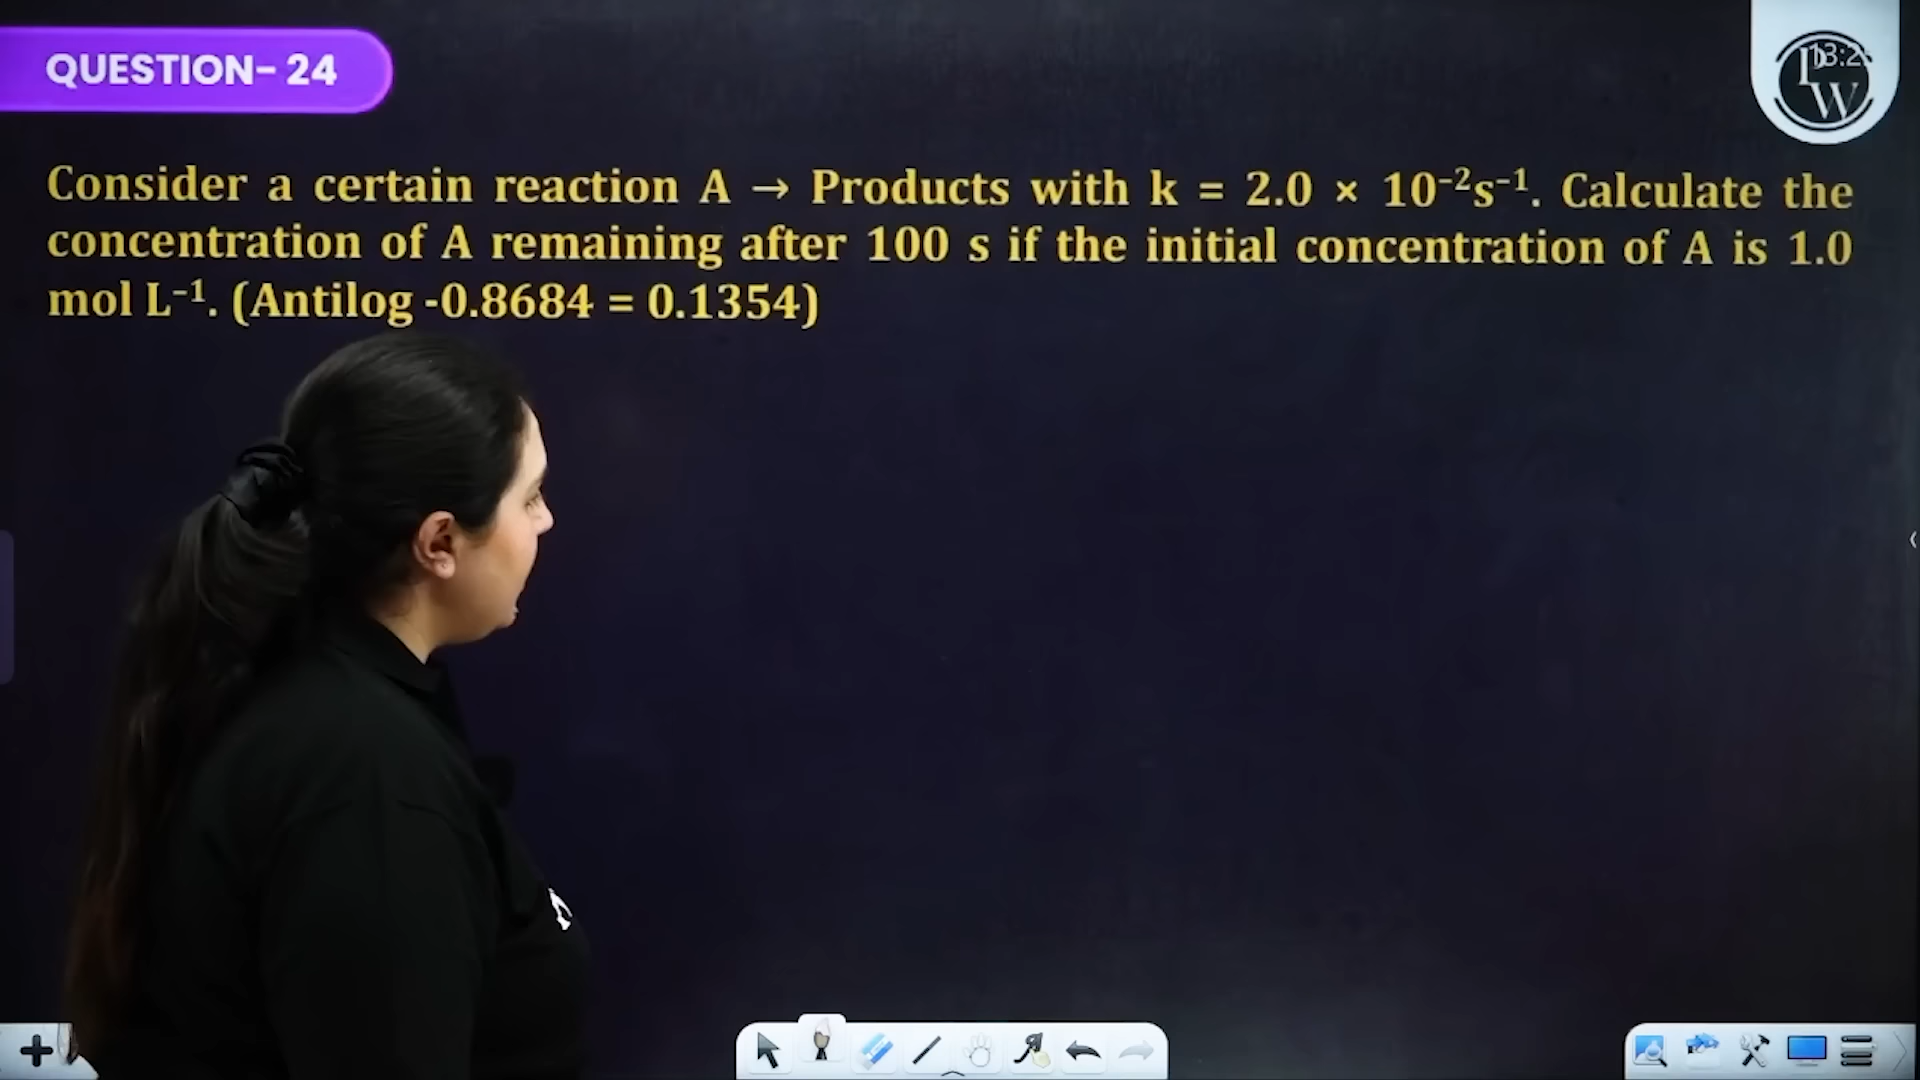 QUESTION- 24
Consider a certain reaction A → Products with k = 2.0 × 10⁻²s⁻¹. Calculate the
concentration of A remaining after 100 s if the initial concentration of A is 1.0
mol L⁻¹. (Antilog -0.8684 = 0.1354)